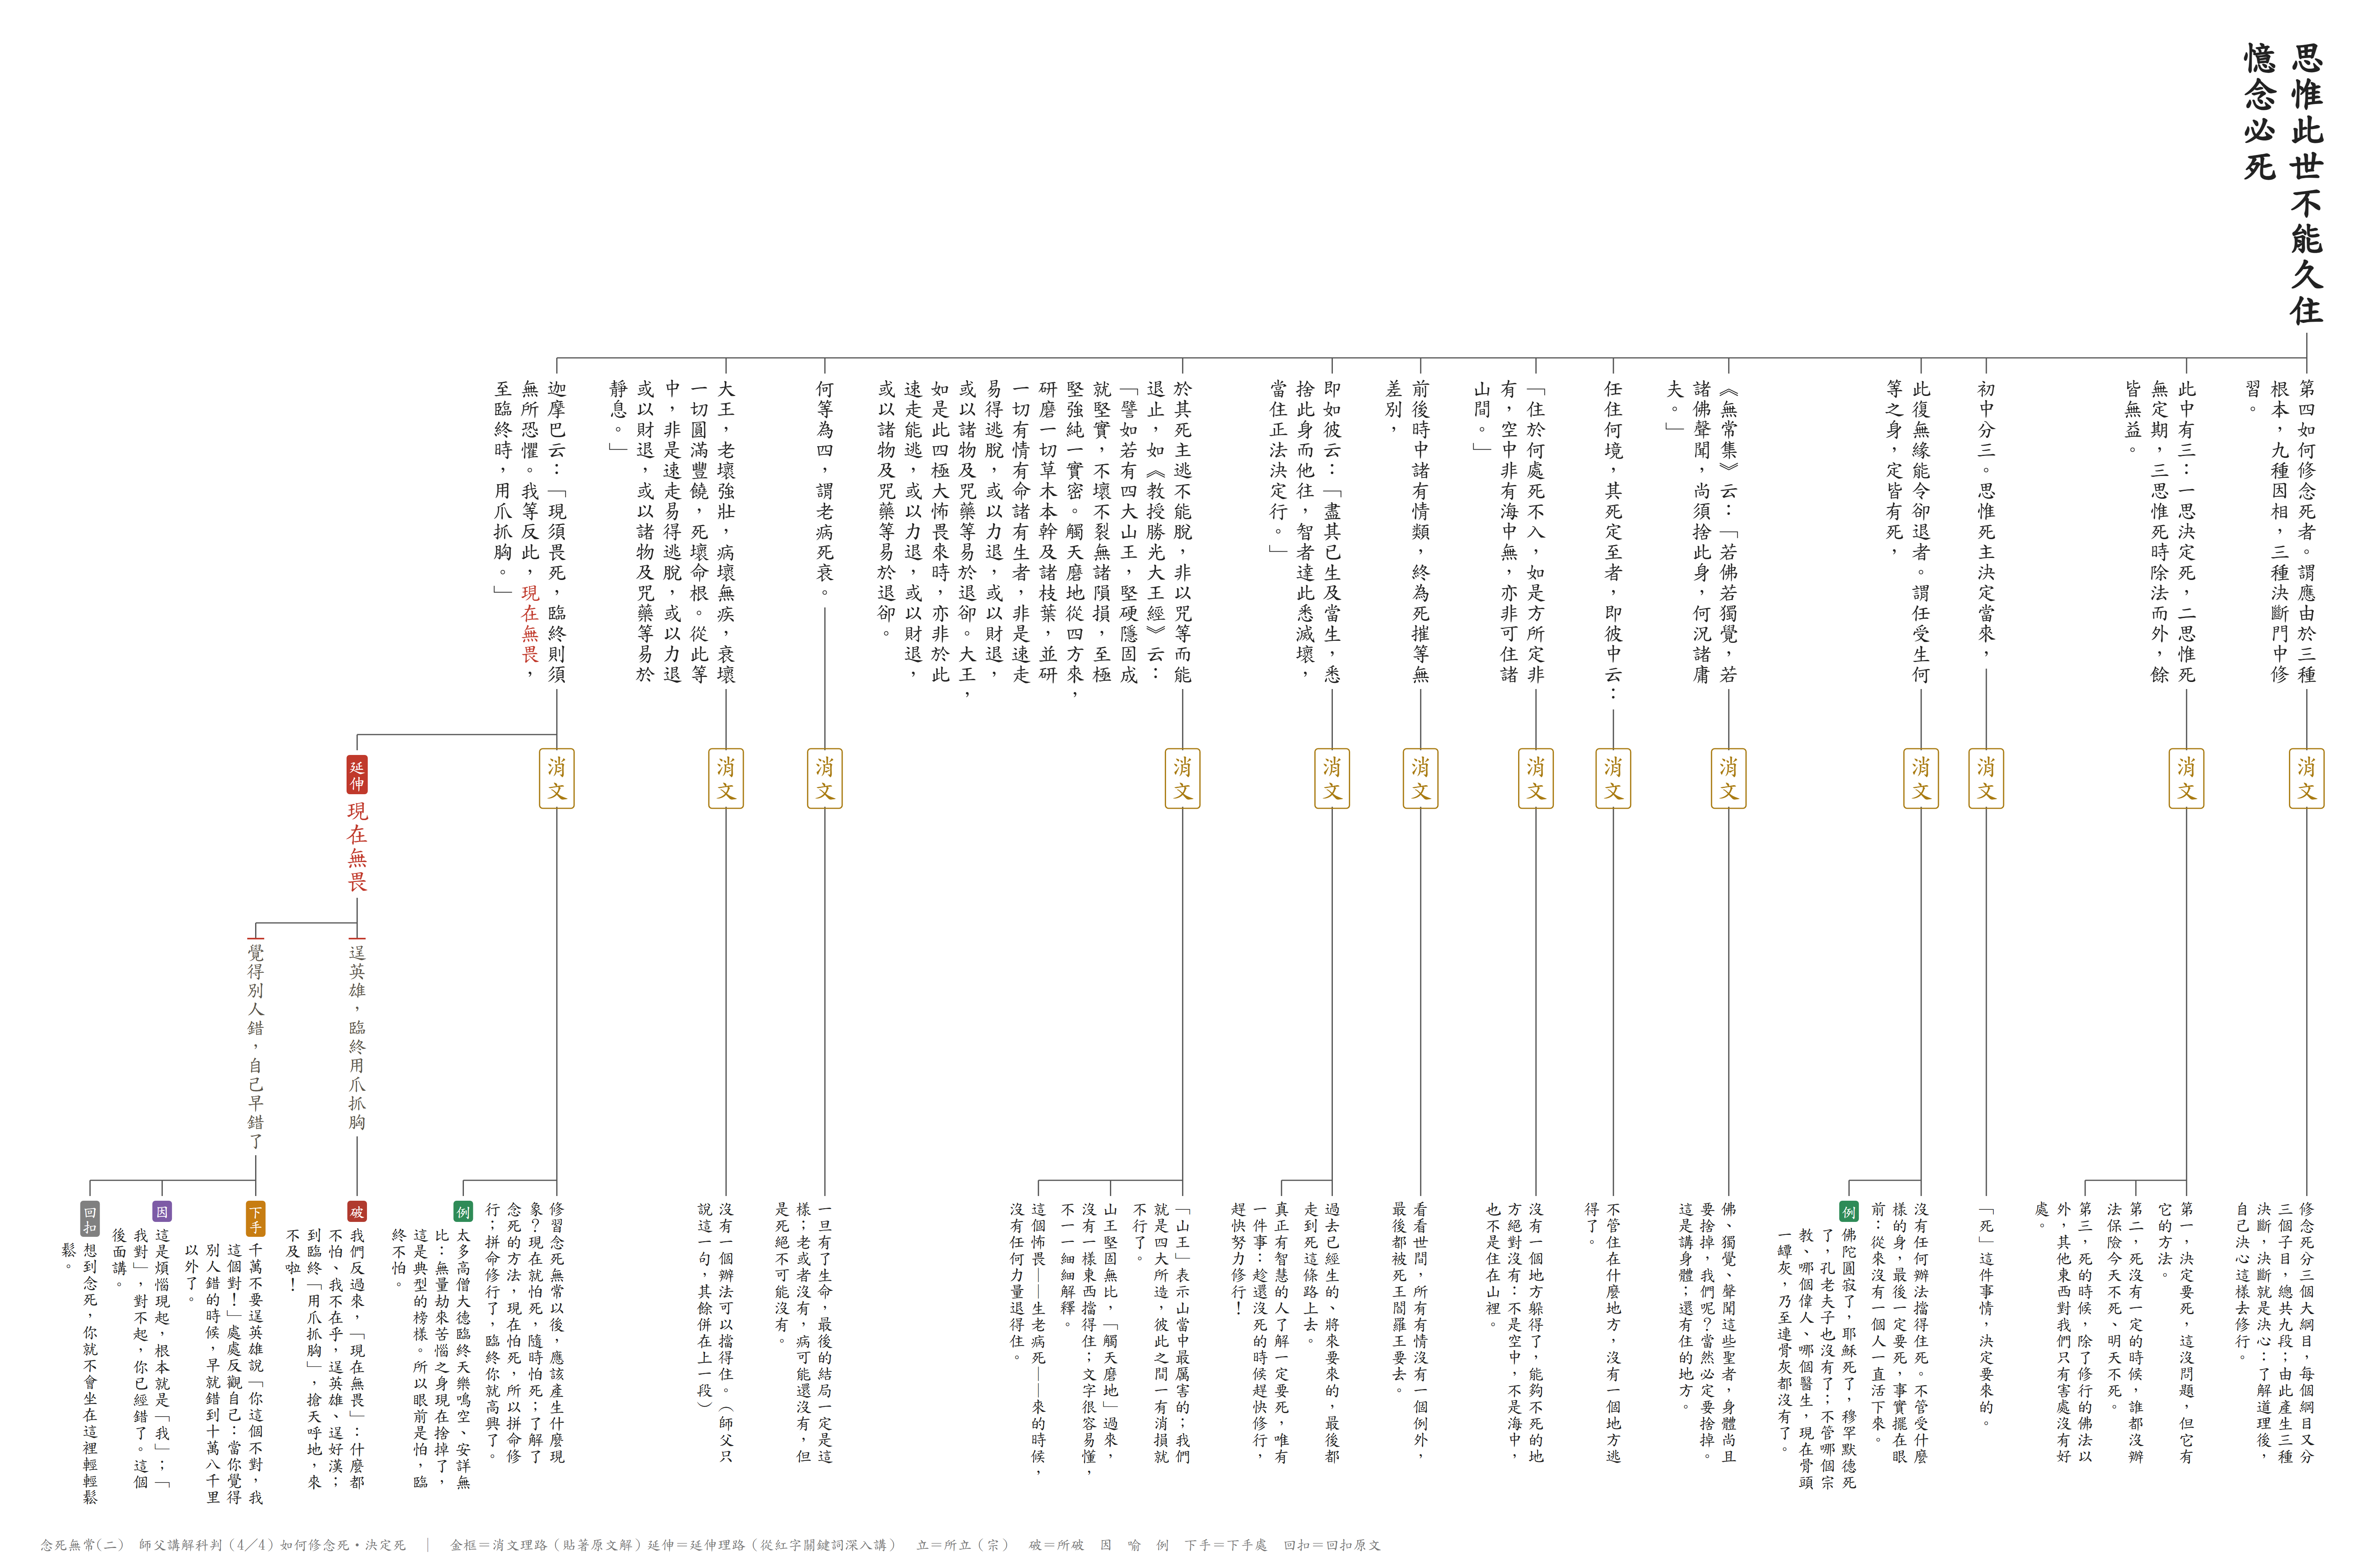 思惟此世不能久住
憶念必死
第四如何修念死者。謂應由於三種
根本，九種因相，三種決斷門中修
習。
此中有三：一思決定死，二思惟死
無定期，三思惟死時除法而外，餘
皆無益。
初中分三。思惟死主決定當來，
此復無緣能令卻退者。謂任受生何
等之身，定皆有死，
《無常集》云：「若佛若獨覺，若
諸佛聲聞，尚須捨此身，何況諸庸
夫。」
任住何境，其死定至者，即彼中云：
「住於何處死不入，如是方所定非
有，空中非有海中無，亦非可住諸
山間。」
前後時中諸有情類，終為死摧等無
差別，
即如彼云：「盡其已生及當生，悉
捨此身而他往，智者達此悉滅壞，
當住正法決定行。」
於其死主逃不能脫，非以咒等而能
退止，如《教授勝光大王經》云：
「譬如若有四大山王，堅硬隱固成
就堅實，不壞不裂無諸隕損，至極
堅強純一實密。觸天磨地從四方來，
研磨一切草木本幹及諸枝葉，並研
一切有情有命諸有生者，非是速走
易得逃脫，或以力退，或以財退，
或以諸物及咒藥等易於退卻。大王，
如是此四極大怖畏來時，亦非於此
速走能逃，或以力退，或以財退，
或以諸物及咒藥等易於退卻。
何等為四，謂老病死衰。
大王，老壞強壯，病壞無疾，衰壞
一切圓滿豐饒，死壞命根。從此等
中，非是速走易得逃脫，或以力退
或以財退，或以諸物及咒藥等易於
靜息。」
迦摩巴云：「現須畏死，臨終則須
無所恐懼。我等反此，現在無畏，
至臨終時，用爪抓胸。」
消文
消文
消文
消文
消文
消文
消文
消文
消文
消文
消文
消文
消文
延伸
現在無畏
逞英雄，臨終用爪抓胸
覺得別人錯，自己早錯了
修念死分三個大綱目，每個綱目又分
三個子目，總共九段；由此產生三種
決斷，決斷就是決心：了解道理後，
自己決心這樣去修行。
第一，決定要死，這沒問題，但它有
它的方法。
第二，死沒有一定的時候，誰都沒辦
法保險今天不死、明天不死。
第三，死的時候，除了修行的佛法以
外，其他東西對我們只有害處沒有好
處。
「死」這件事情，決定要來的。
沒有任何辦法擋得住死。不管受什麼
樣的身，最後一定要死，事實擺在眼
前：從來沒有一個人一直活下來。
例
佛陀圓寂了，耶穌死了，穆罕默德死
了，孔老夫子也沒有了；不管哪個宗
教、哪個偉人、哪個醫生，現在骨頭
一罈灰，乃至連骨灰都沒有了。
佛、獨覺、聲聞這些聖者，身體尚且
要捨掉，我們呢？當然必定要捨掉。
這是講身體；還有住的地方。
不管住在什麼地方，沒有一個地方逃
得了。
沒有一個地方躲得了，能夠不死的地
方絕對沒有：不是空中，不是海中，
也不是住在山裡。
看看世間，所有有情沒有一個例外，
最後都被死王閻羅王要去。
過去已經生的、將來要來的，最後都
走到死這條路上去。
真正有智慧的人了解一定要死，唯有
一件事：趁還沒死的時候趕快修行，
趕快努力修行！
「山王」表示山當中最厲害的；我們
就是四大所造，彼此之間一有消損就
不行了。
山王堅固無比，「觸天磨地」過來，
沒有一樣東西擋得住；文字很容易懂，
不一一細細解釋。
這個怖畏——生老病死——來的時候，
沒有任何力量退得住。
一旦有了生命，最後的結局一定是這
樣；老或者沒有，病可能還沒有，但
是死絕不可能沒有。
沒有一個辦法可以擋得住。（師父只
說這一句，其餘併在上一段）
修習念死無常以後，應該產生什麼現
象？現在就怕死，隨時怕死；了解了
念死的方法，現在怕死，所以拼命修
行；拼命修行了，臨終你就高興了。
例
太多高僧大德臨終天樂鳴空、安詳無
比：無量劫來苦惱之身現在捨掉了，
這是典型的榜樣。所以眼前是怕，臨
終不怕。
破
我們反過來，「現在無畏」：什麼都
不怕、我不在乎，逞英雄、逞好漢；
到臨終「用爪抓胸」，搶天呼地，來
不及啦！
下手
千萬不要逞英雄說「你這個不對，我
這個對！」處處反觀自己：當你覺得
別人錯的時候，早就錯到十萬八千里
以外了。
因
這是煩惱現起，根本就是「我」；「
我對」，對不起，你已經錯了。這個
後面講。
回扣
想到念死，你就不會坐在這裡輕輕鬆
鬆。
念死無常(二)　師父講解科判（4／4）如何修念死・決定死　｜　金框＝消文理路（貼著原文解）延伸＝延伸理路（從紅字關鍵詞深入講）　立＝所立（宗）　破＝所破　因　喻　例　下手＝下手處　回扣＝回扣原文